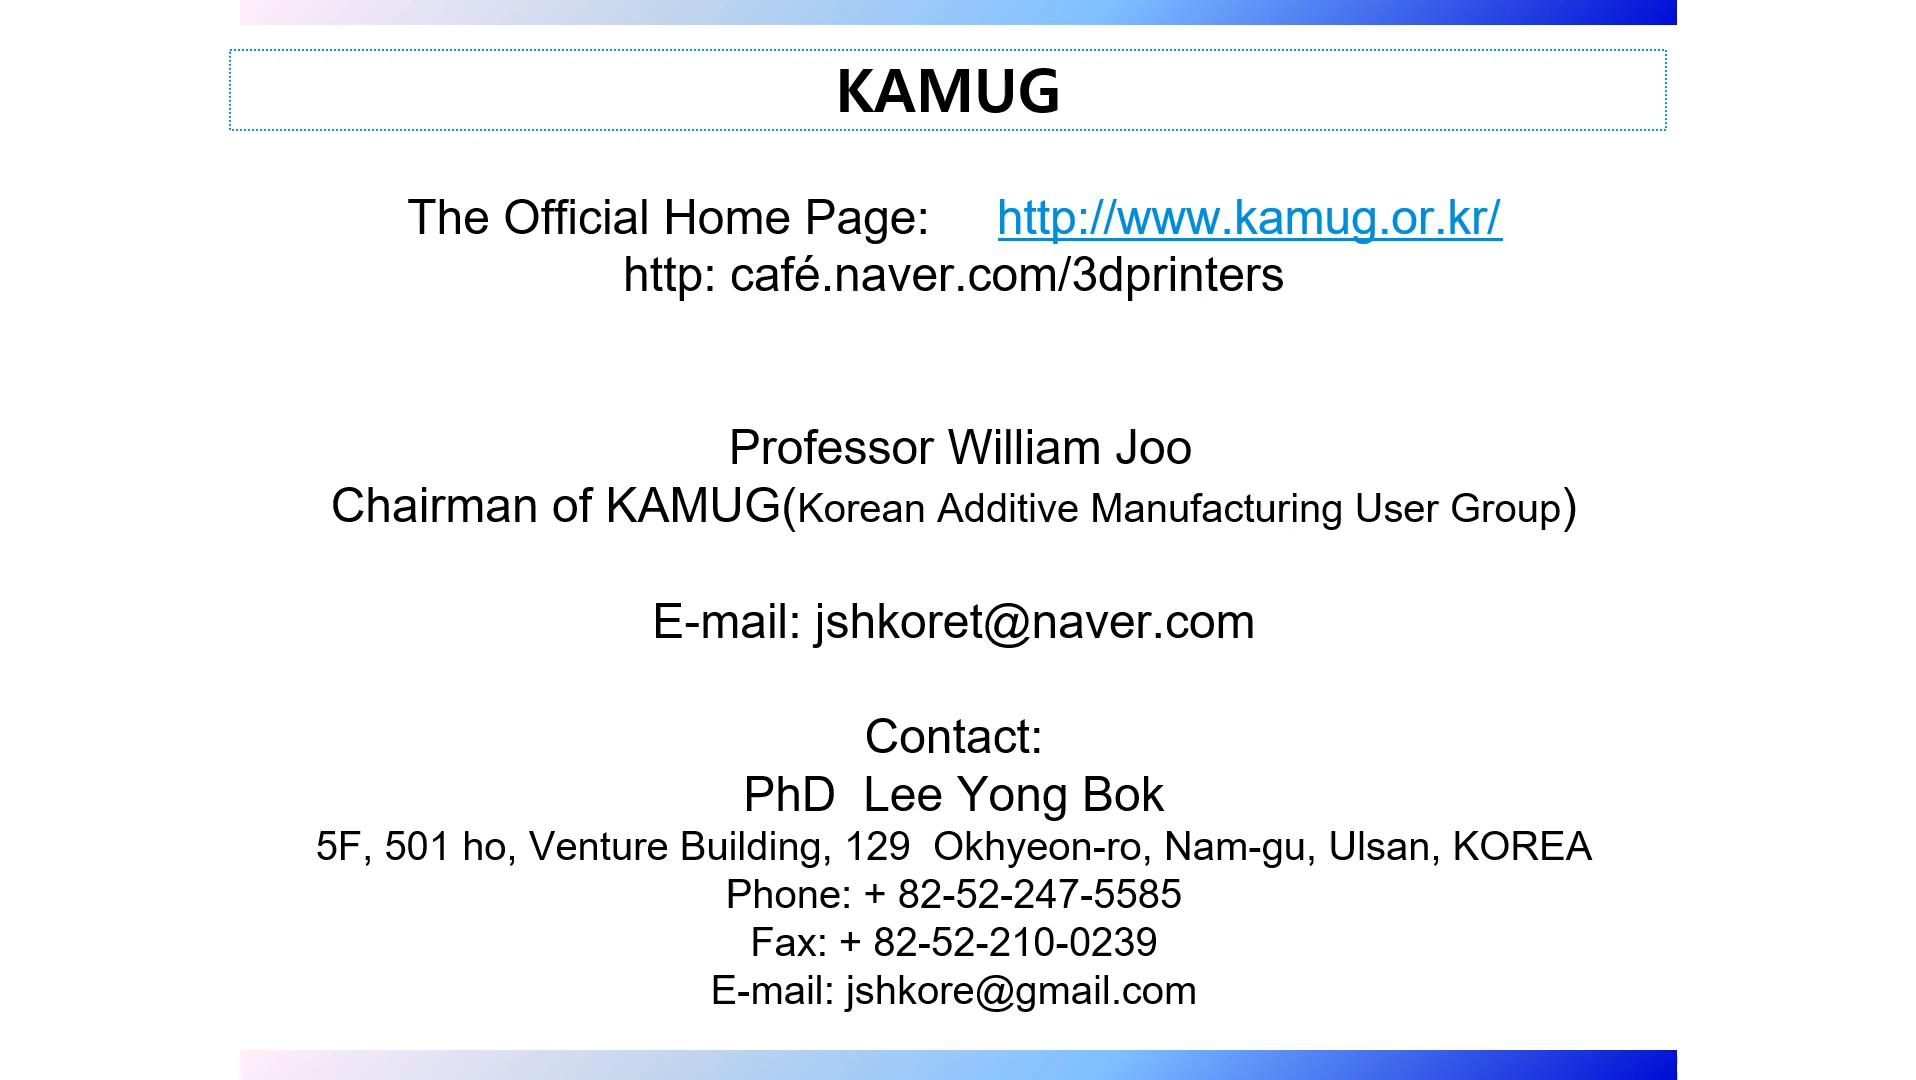 KAMUG
The Official Home Page: http://www.kamug.or.kr/
http: café.naver.com/3dprinters
Professor William Joo
Chairman of KAMUG(Korean Additive Manufacturing User Group)
E-mail: jshkoret@naver.com
Contact:
PhD  Lee Yong Bok
5F, 501 ho, Venture Building, 129  Okhyeon-ro, Nam-gu, Ulsan, KOREA
Phone: + 82-52-247-5585
Fax: + 82-52-210-0239
E-mail: jshkore@gmail.com